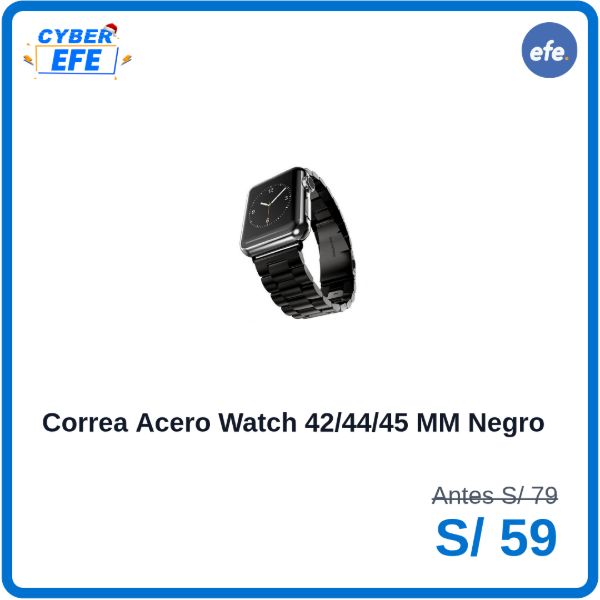 CYBER
EFE
efe.
Correa Acero Watch 42/44/45 MM Negro
Antes S/ 79
S/ 59